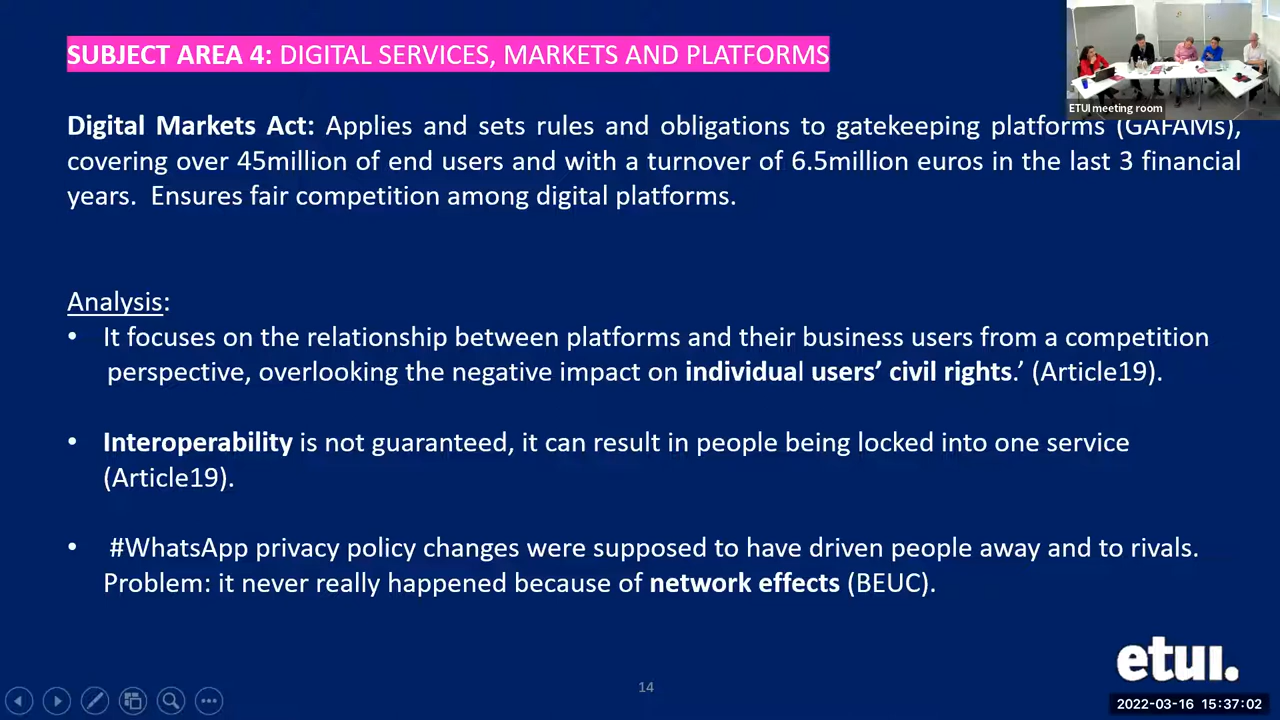 SUBJECT AREA 4: DIGITAL SERVICES, MARKETS AND PLATFORMS
ETUI meeting room
Digital Markets Act: Applies and sets rules and obligations to gatekeeping platforms (GAFAMs),
covering over 45million of end users and with a turnover of 6.5million euros in the last 3 financial
years. Ensures fair competition among digital platforms.
Analysis:
• It focuses on the relationship between platforms and their business users from a competition
perspective, overlooking the negative impact on individual users’ civil rights.’ (Article19).
• Interoperability is not guaranteed, it can result in people being locked into one service
(Article19).
• #WhatsApp privacy policy changes were supposed to have driven people away and to rivals.
Problem: it never really happened because of network effects (BEUC).
etui.
14
2022-03-16 15:37:02